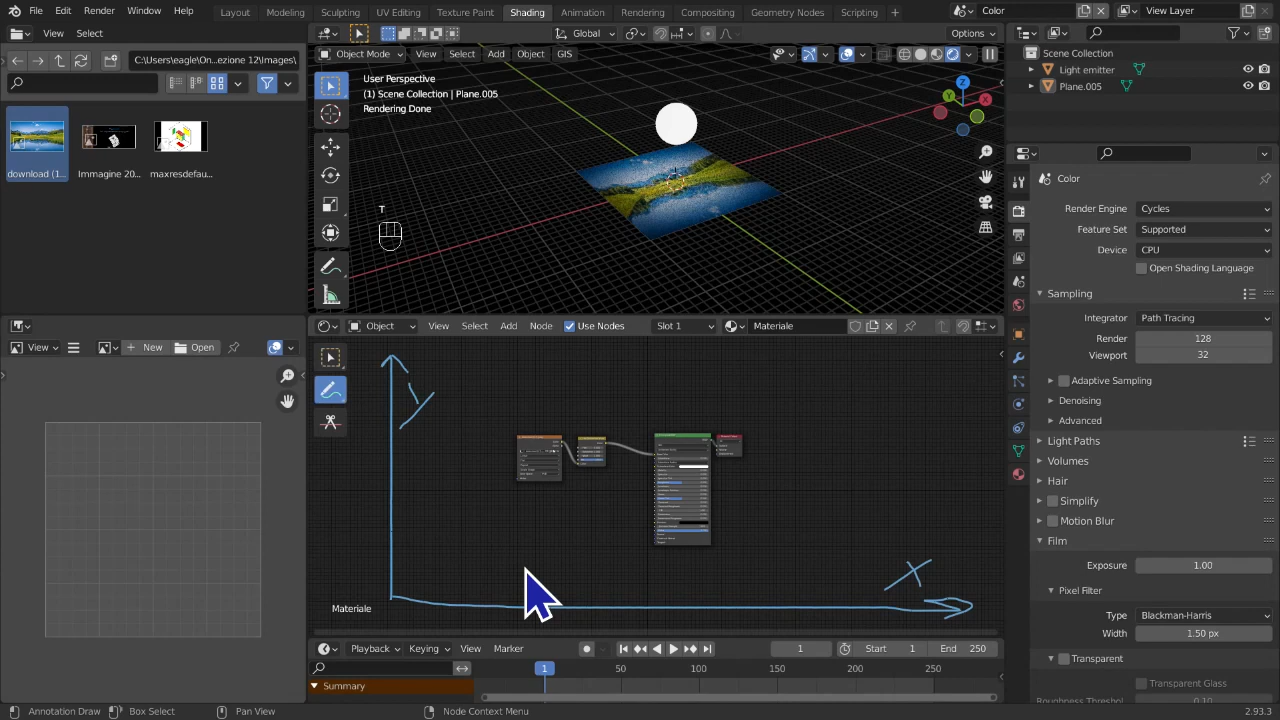 File Edit Render Window Help
Layout Modeling Sculpting UV Editing Texture Paint Shading Animation Rendering Compositing Geometry Nodes Scripting +
Color
View Layer
View Select
C:\Users\eagle\On...ezione 12\Images\
download (1...
Immagine 20...
maxresdefau...
Global
Options
Object Mode View Select Add Object GIS
User Perspective
(1) Scene Collection | Plane.005
Rendering Done
T
Z
Y
X
Scene Collection
Light emitter
Plane.005
Color
Render Engine Cycles
Feature Set Supported
Device CPU
Open Shading Language
Sampling
Integrator Path Tracing
Render 128
Viewport 32
Adaptive Sampling
Denoising
Advanced
Light Paths
Volumes
Hair
Simplify
Motion Blur
Film
Exposure 1.00
Pixel Filter
Type Blackman-Harris
Width 1.50 px
Transparent
Transparent Glass
Roughness Threshol.. 0.10
View New Open
Object View Select Add Node Use Nodes Slot 1 Materiale
Y
X
Materiale
Playback Keying View Marker
1
Start 1 End 250
1 50 100 150 200 250
Summary
Annotation Draw Box Select Pan View Node Context Menu 2.93.3